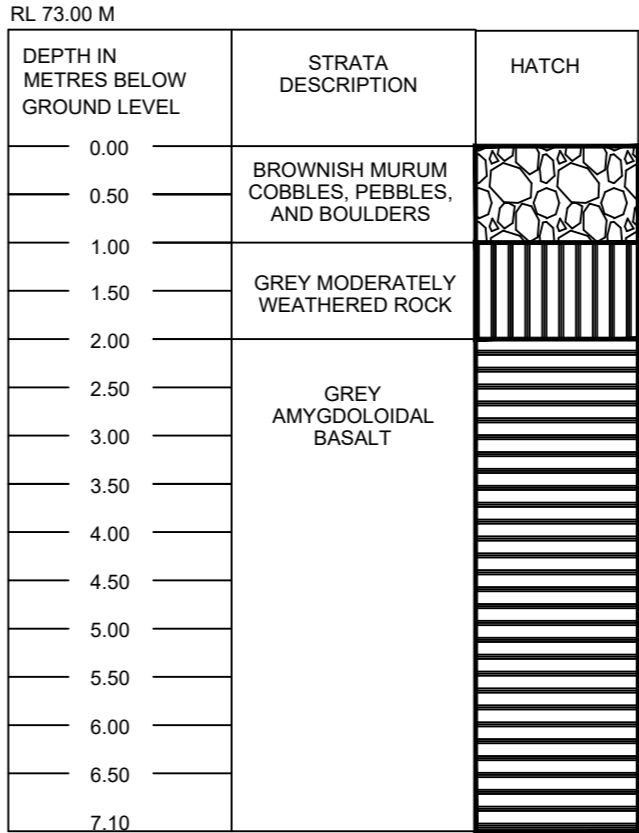 RL 73.00 M
DEPTH IN
METRES BELOW
GROUND LEVEL
STRATA
DESCRIPTION
HATCH
0.00
0.50
1.00
1.50
2.00
2.50
3.00
3.50
4.00
4.50
5.00
5.50
6.00
6.50
7.10
BROWNISH MURUM
COBBLES, PEBBLES,
AND BOULDERS
GREY MODERATELY
WEATHERED ROCK
GREY
AMYGDOLOIDAL
BASALT